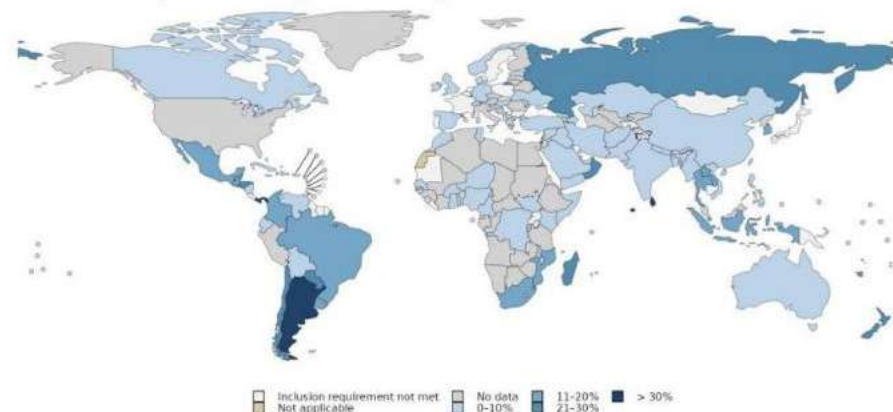 Inclusion requirement not met
Not applicable
No data
0–10%
11–20%
21–30%
> 30%